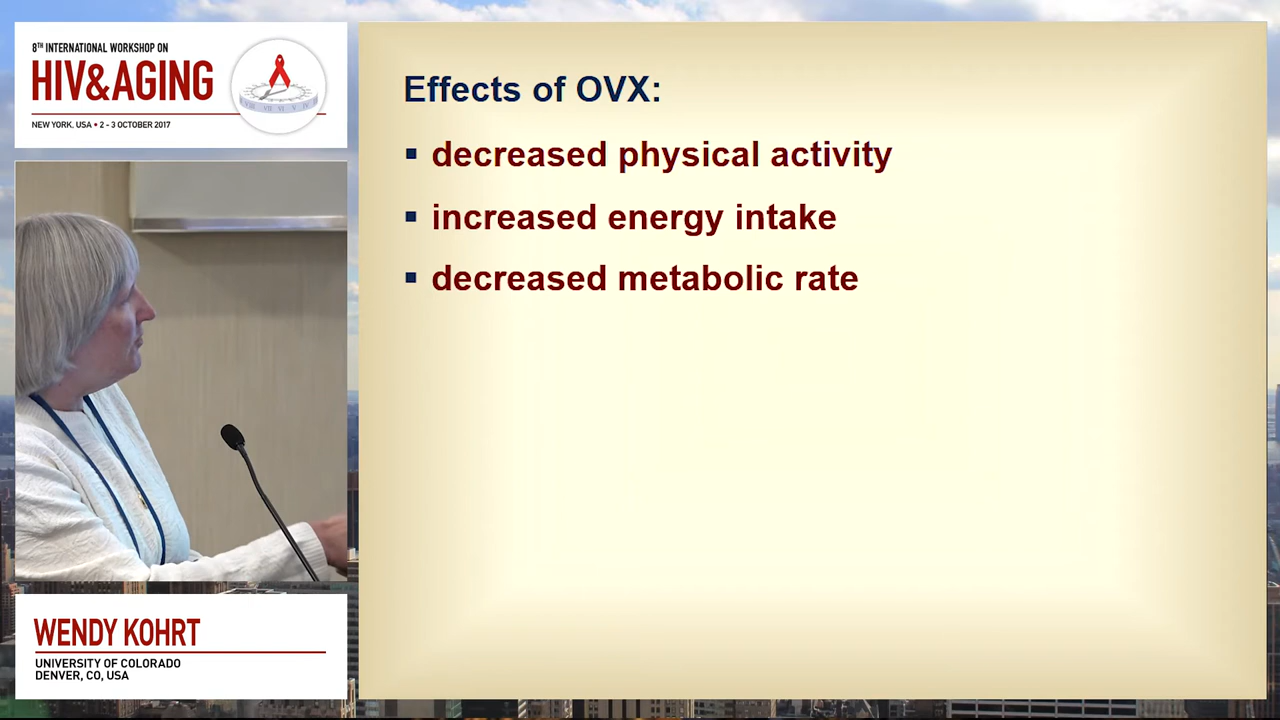 8TH INTERNATIONAL WORKSHOP ON
HIV&AGING
NEW YORK, USA • 2 - 3 OCTOBER 2017
Effects of OVX:
▪ decreased physical activity
▪ increased energy intake
▪ decreased metabolic rate
WENDY KOHRT
UNIVERSITY OF COLORADO
DENVER, CO, USA